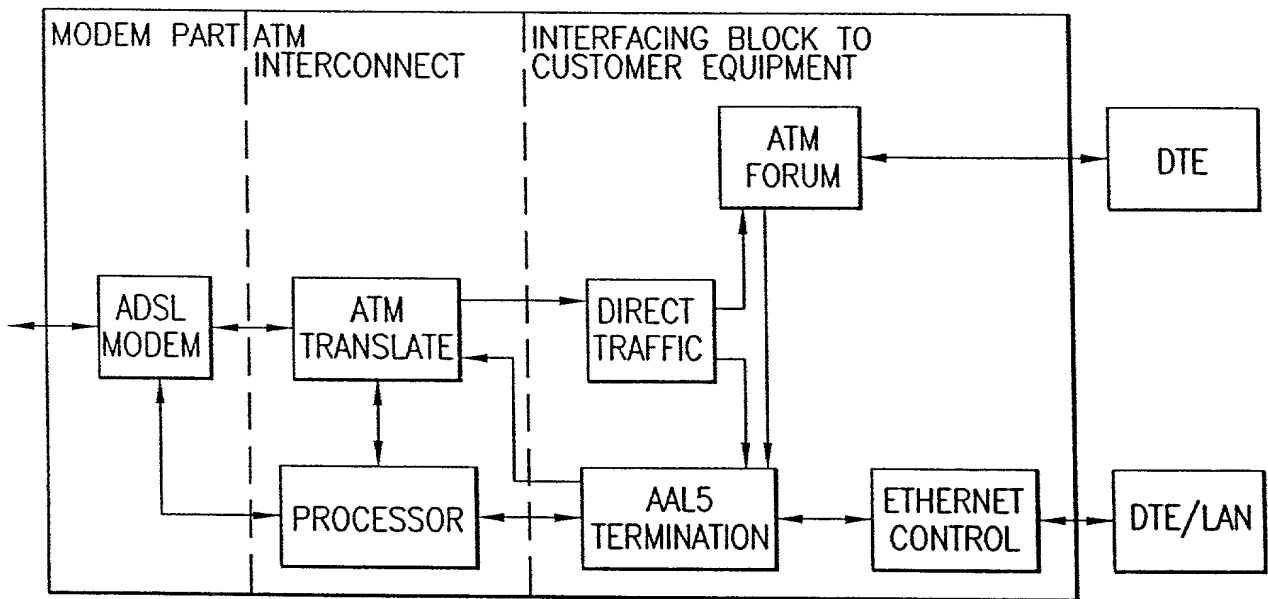 MODEM PART
ATM
INTERCONNECT
INTERFACING BLOCK TO
CUSTOMER EQUIPMENT
ATM
FORUM
DTE
ADSL
MODEM
ATM
TRANSLATE
DIRECT
TRAFFIC
PROCESSOR
AAL5
TERMINATION
ETHERNET
CONTROL
DTE/LAN